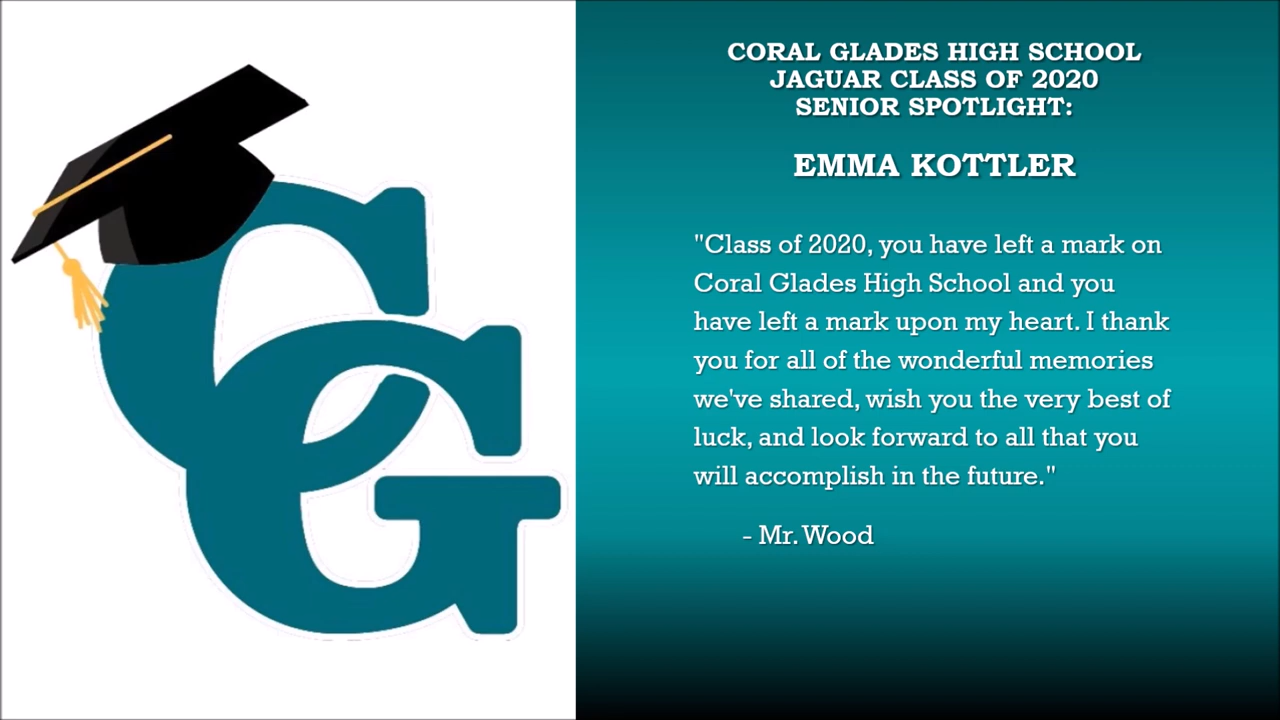 CORAL GLADES HIGH SCHOOL
JAGUAR CLASS OF 2020
SENIOR SPOTLIGHT:
EMMA KOTTLER
"Class of 2020, you have left a mark on
Coral Glades High School and you
have left a mark upon my heart. I thank
you for all of the wonderful memories
we've shared, wish you the very best of
luck, and look forward to all that you
will accomplish in the future."
- Mr. Wood
CG